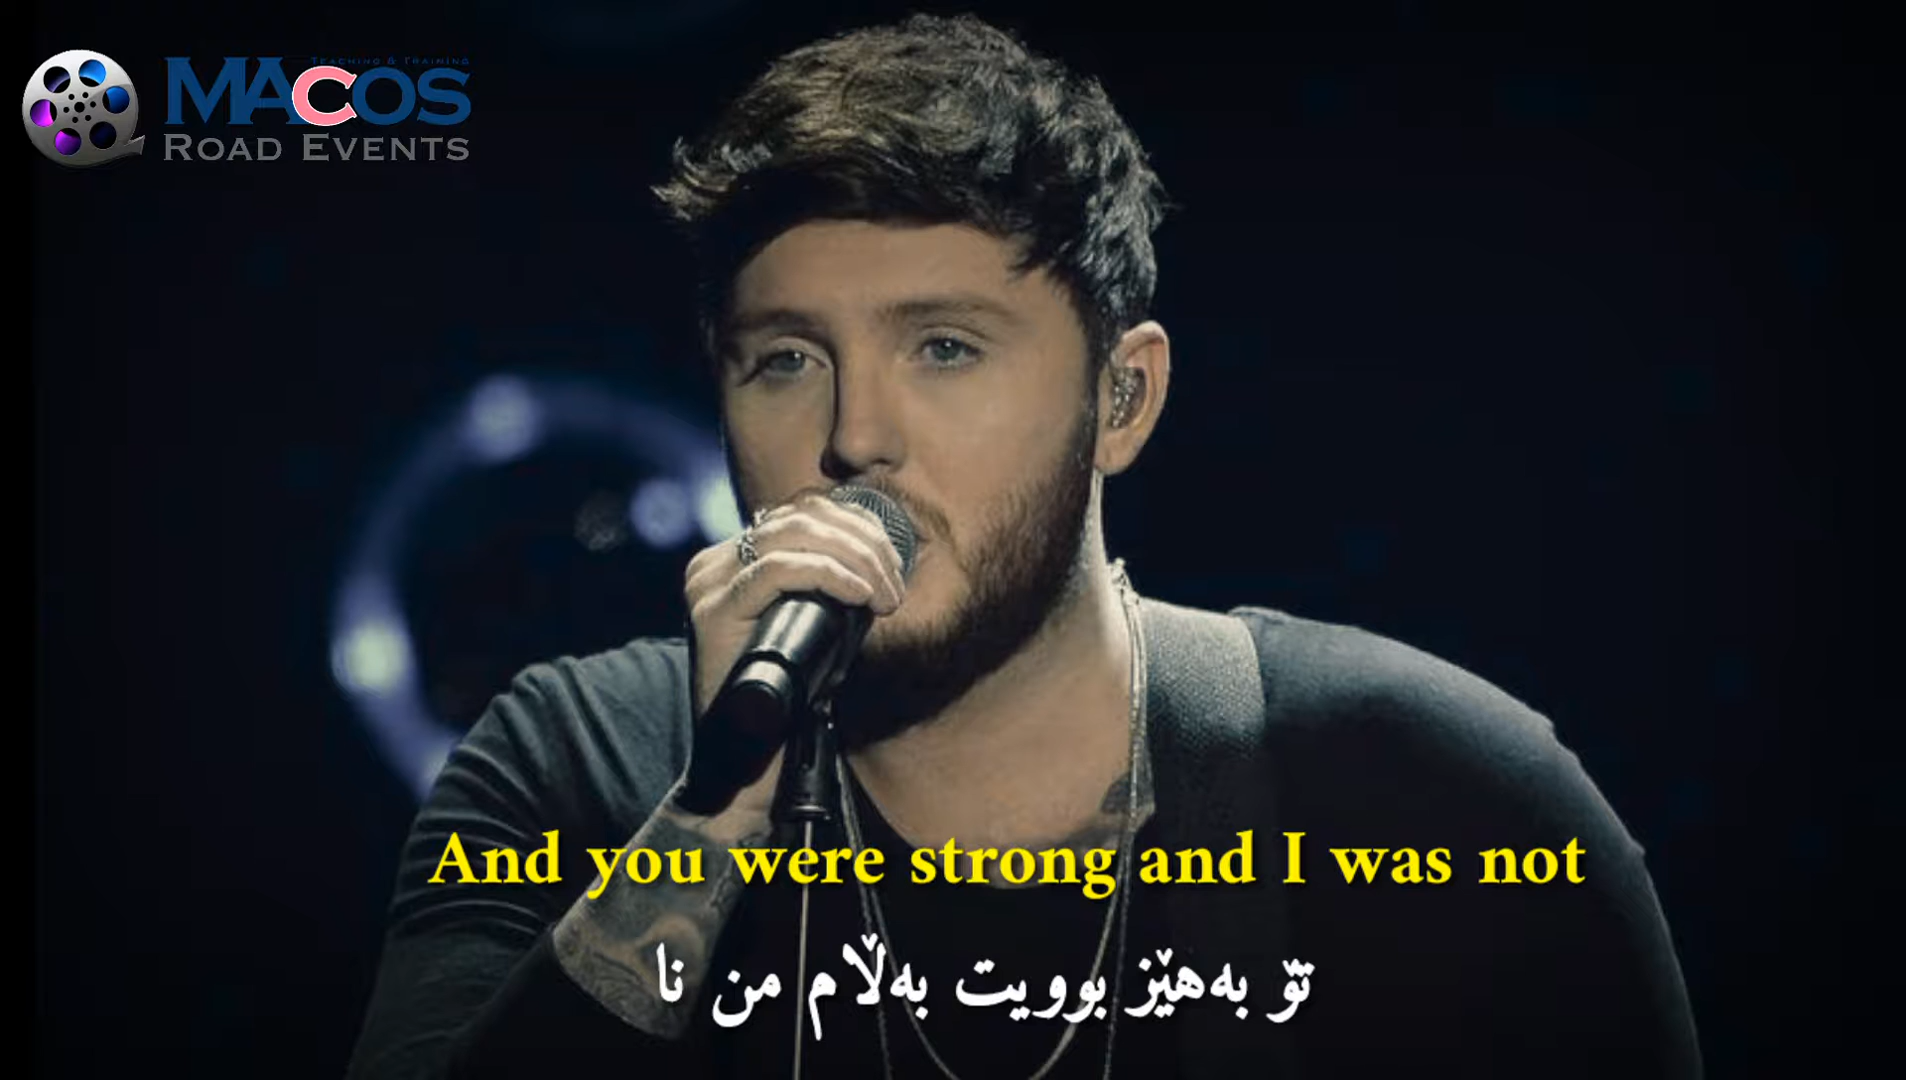 TEACHING & TRAINING
MACOS
ROAD EVENTS
And you were strong and I was not
تۆ بەهێز بوویت بەڵام من نا